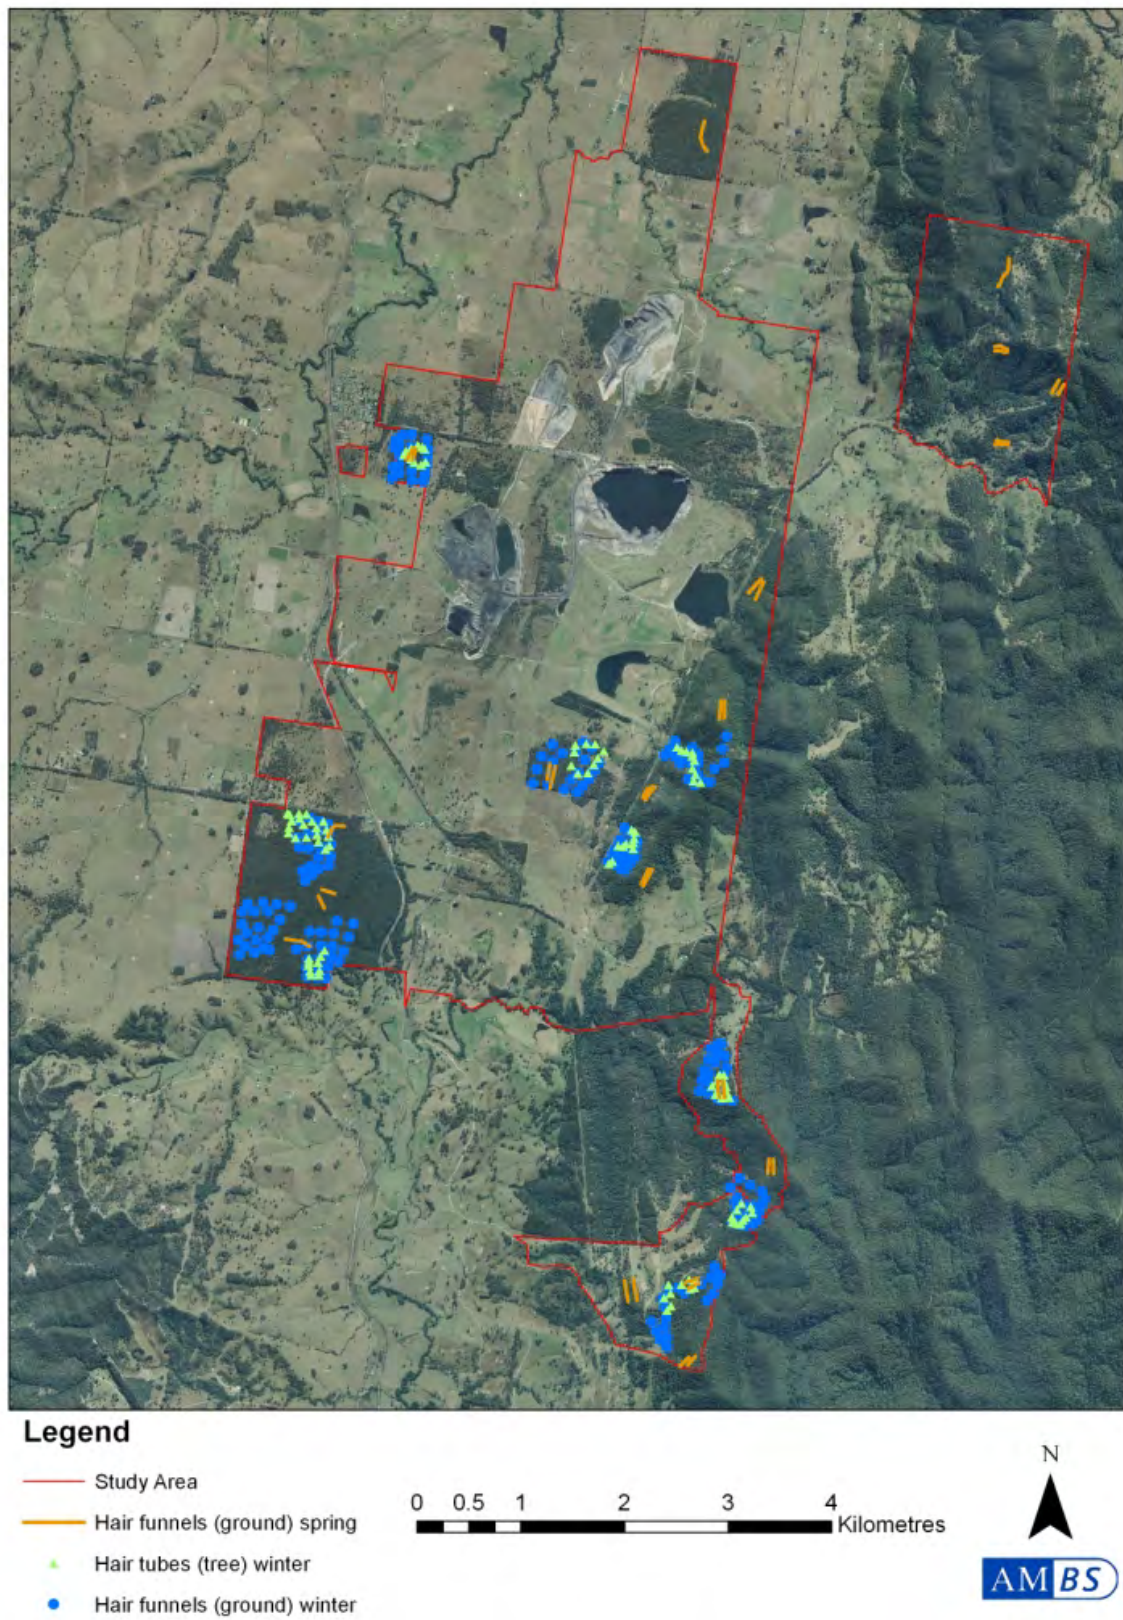 Legend
Study Area
Hair funnels (ground) spring
Hair tubes (tree) winter
Hair funnels (ground) winter
0 0.5 1 2 3 4
Kilometres
N
AMBS